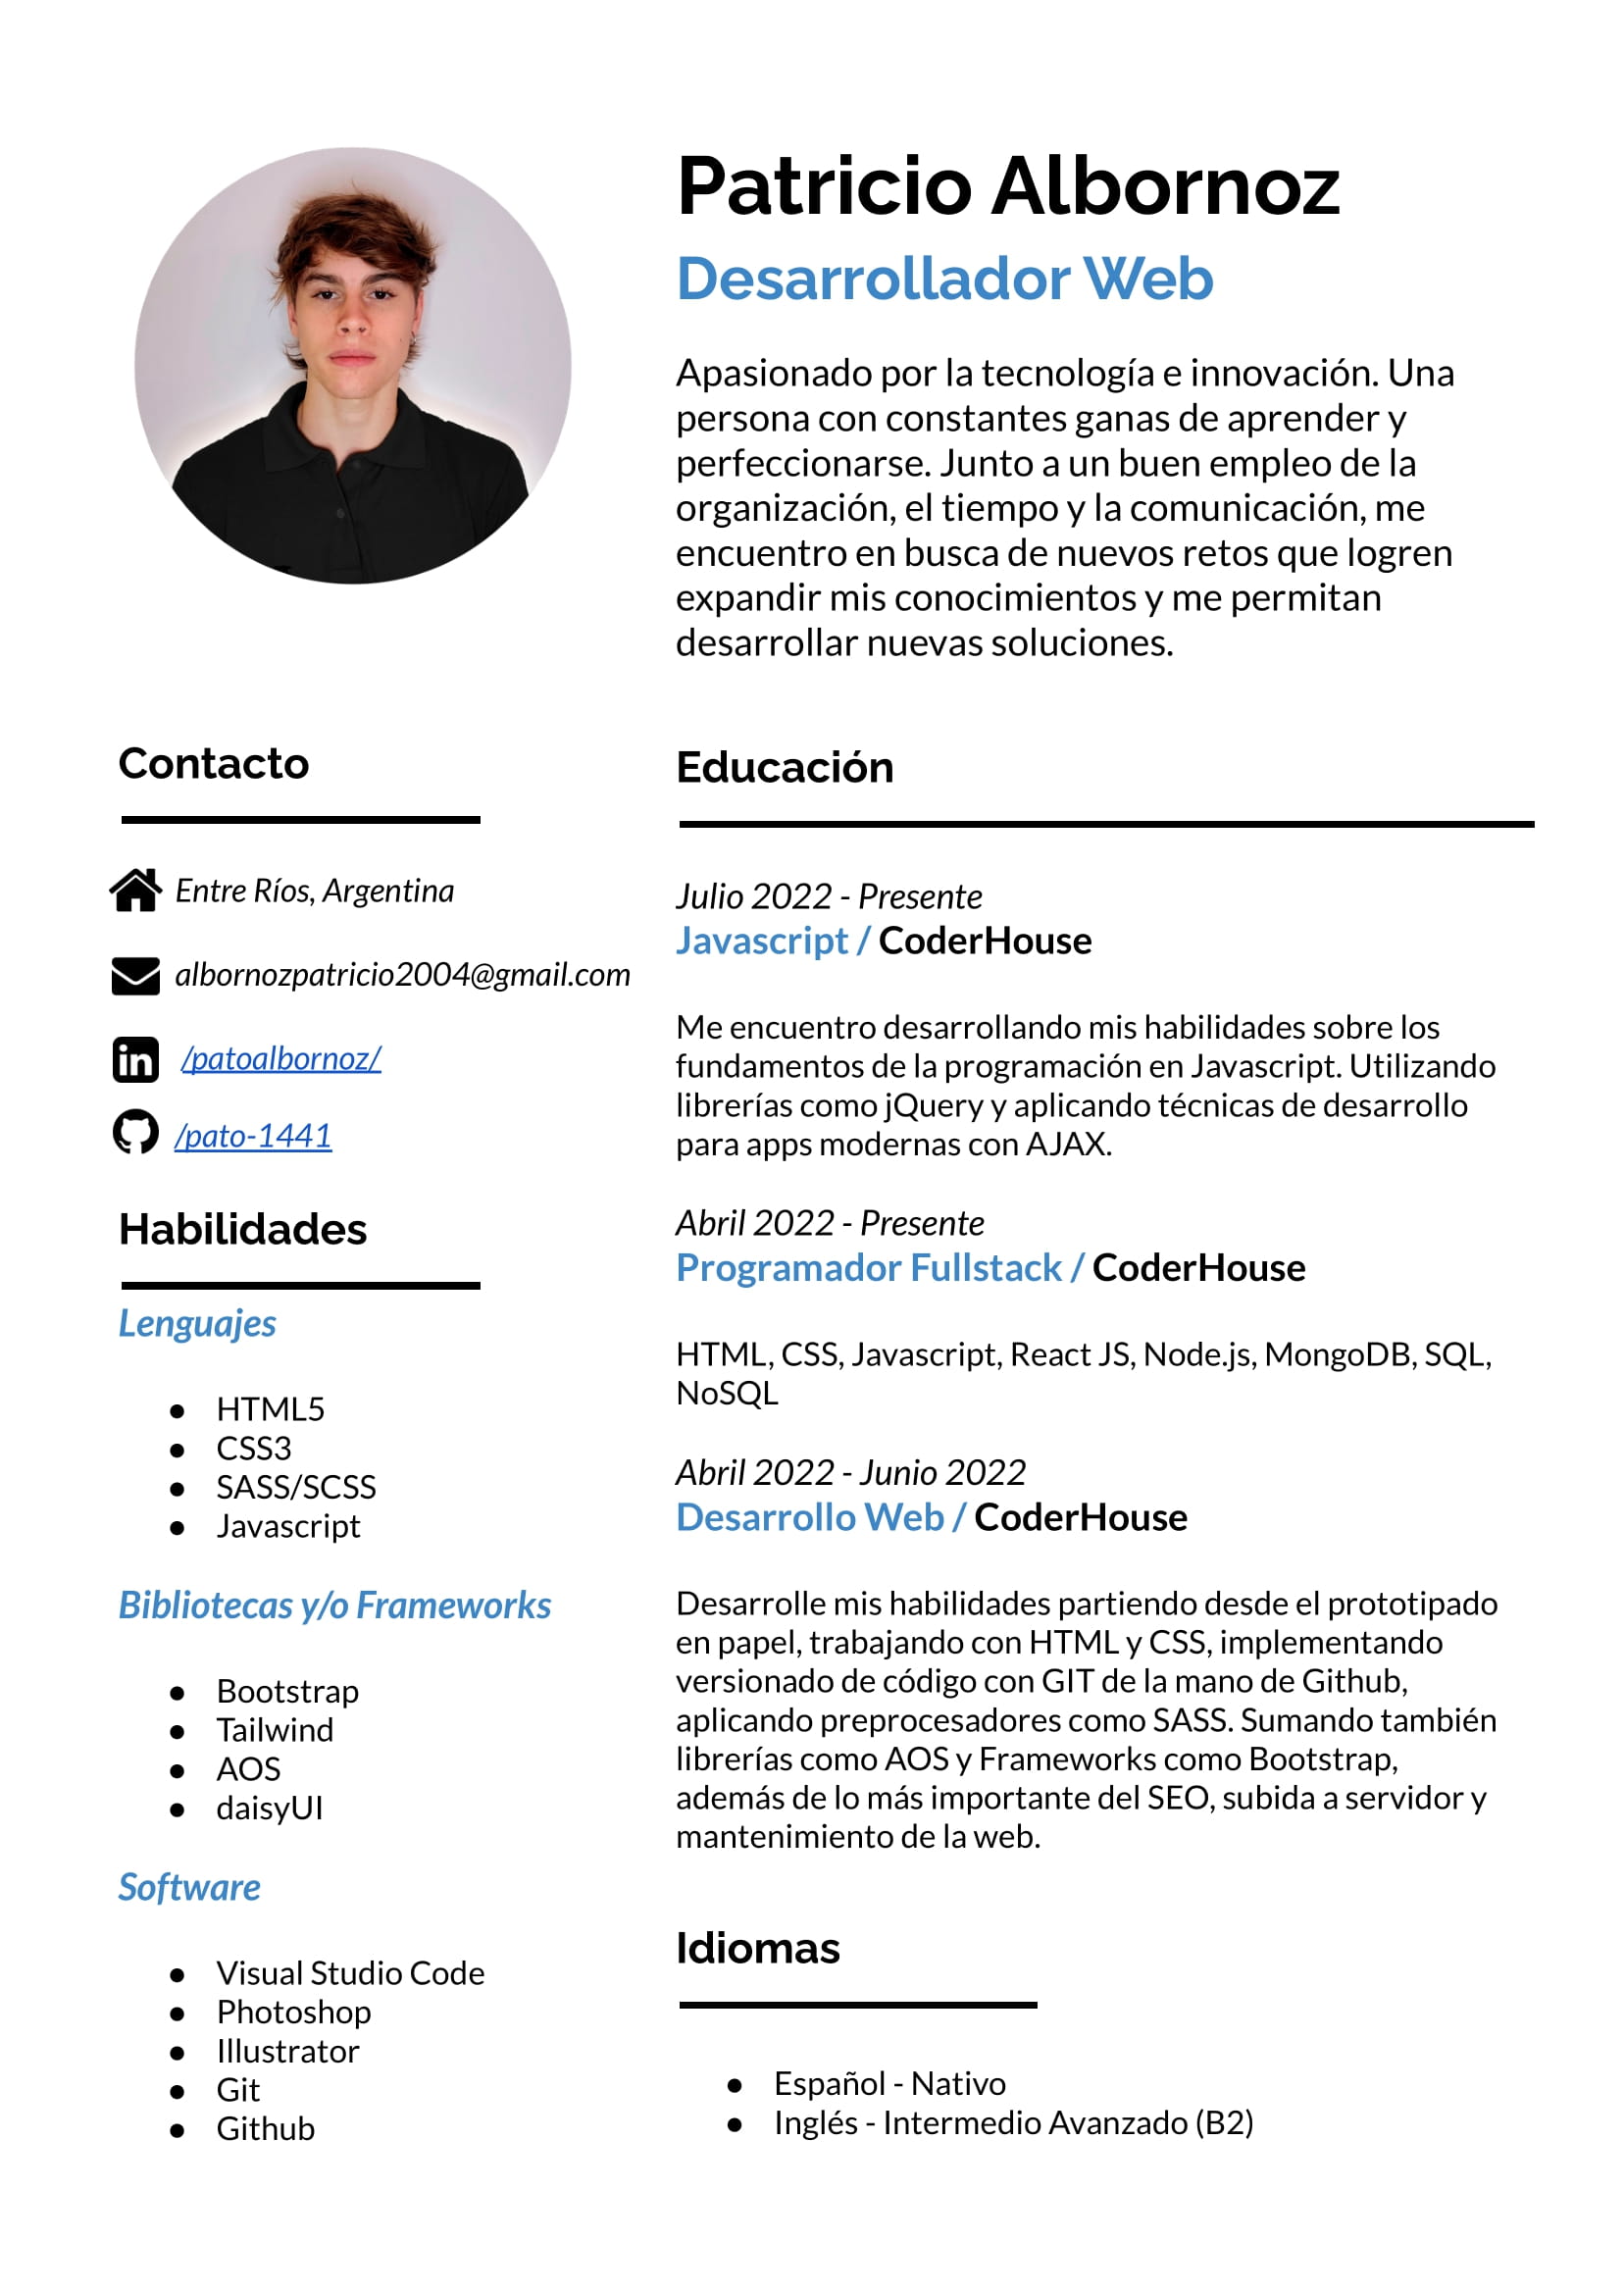 Patricio Albornoz
Desarrollador Web
Apasionado por la tecnología e innovación. Una
persona con constantes ganas de aprender y
perfeccionarse. Junto a un buen empleo de la
organización, el tiempo y la comunicación, me
encuentro en busca de nuevos retos que logren
expandir mis conocimientos y me permitan
desarrollar nuevas soluciones.
Contacto
Entre Ríos, Argentina
albornozpatricio2004@gmail.com
in
/patoalbornoz/
/pato-1441
Habilidades
Lenguajes
● HTML5
● CSS3
● SASS/SCSS
● Javascript
Bibliotecas y/o Frameworks
● Bootstrap
● Tailwind
● AOS
● daisyUI
Software
● Visual Studio Code
● Photoshop
● Illustrator
● Git
● Github
Educación
Julio 2022 - Presente
Javascript / CoderHouse
Me encuentro desarrollando mis habilidades sobre los
fundamentos de la programación en Javascript. Utilizando
librerías como jQuery y aplicando técnicas de desarrollo
para apps modernas con AJAX.
Abril 2022 - Presente
Programador Fullstack / CoderHouse
HTML, CSS, Javascript, React JS, Node.js, MongoDB, SQL,
NoSQL
Abril 2022 - Junio 2022
Desarrollo Web / CoderHouse
Desarrolle mis habilidades partiendo desde el prototipado
en papel, trabajando con HTML y CSS, implementando
versionado de código con GIT de la mano de Github,
aplicando preprocesadores como SASS. Sumando también
librerías como AOS y Frameworks como Bootstrap,
además de lo más importante del SEO, subida a servidor y
mantenimiento de la web.
Idiomas
● Español - Nativo
● Inglés - Intermedio Avanzado (B2)